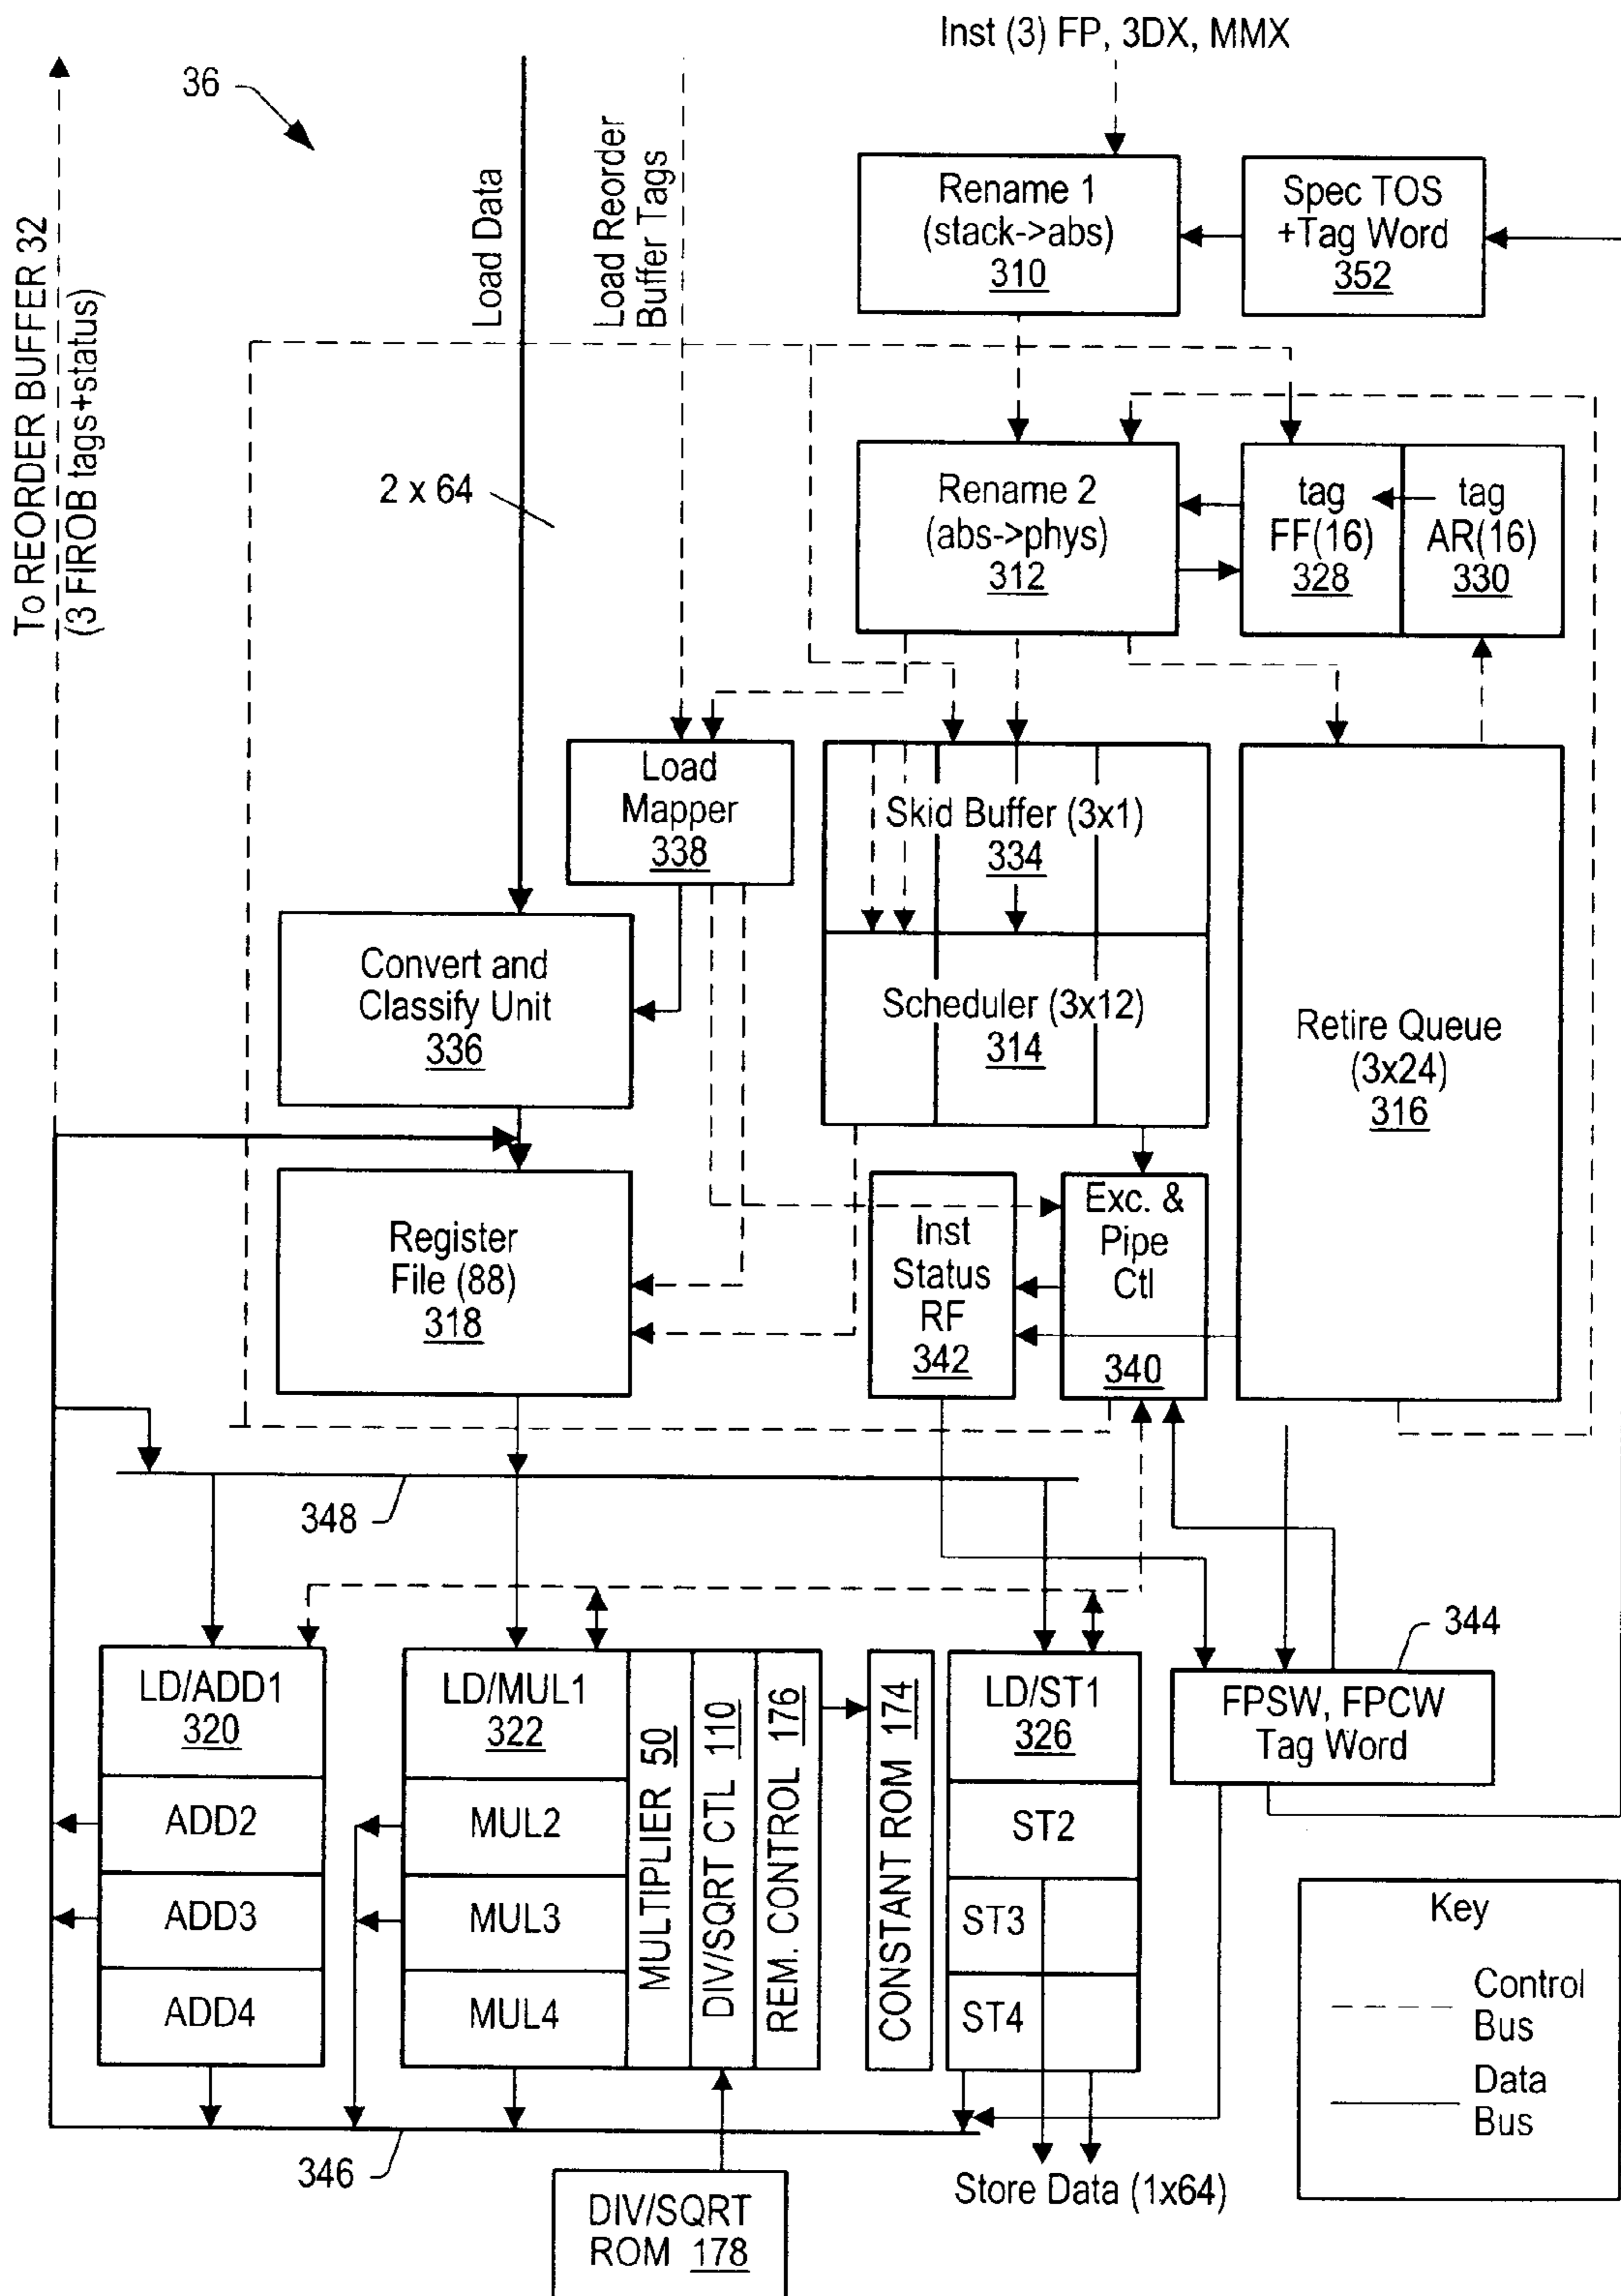 Inst (3) FP, 3DX, MMX
36
To REORDER BUFFER 32
(3 FIROB tags+status)
Load Data
Load Reorder
Buffer Tags
Rename 1
(stack->abs)
310
Spec TOS
+Tag Word
352
2 x 64
Rename 2
(abs->phys)
312
tag
FF(16)
328
tag
AR(16)
330
Load
Mapper
338
Skid Buffer (3x1)
334
Convert and
Classify Unit
336
Scheduler (3x12)
314
Retire Queue
(3x24)
316
Register
File (88)
318
Inst
Status
RF
342
Exc. &
Pipe
Ctl
340
348
344
LD/ADD1
320
ADD2
ADD3
ADD4
LD/MUL1
322
MUL2
MUL3
MUL4
MULTIPLIER 50
DIV/SQRT CTL 110
REM. CONTROL 176
CONSTANT ROM 174
LD/ST1
326
ST2
ST3
ST4
FPSW, FPCW
Tag Word
Key
Control
Bus
Data
Bus
346
Store Data (1x64)
DIV/SQRT
ROM 178